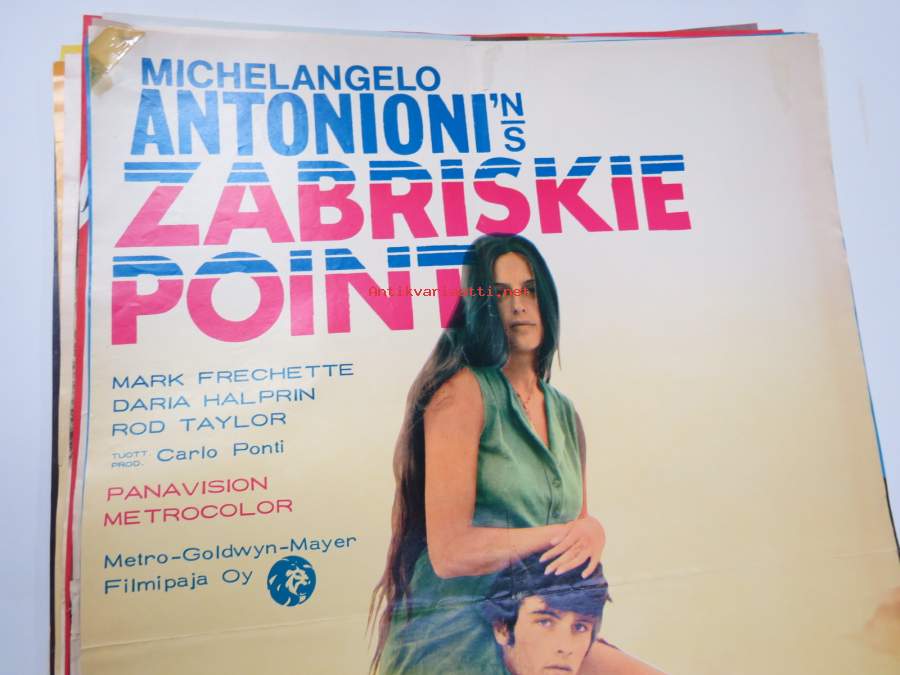 MICHELANGELO
ANTONIONI'N/S
ZABRISKIE
POINT
Antikvariaatti.net
MARK FRECHETTE
DARIA HALPRIN
ROD TAYLOR
TUOTT. PROD. Carlo Ponti
PANAVISION
METROCOLOR
Metro-Goldwyn-Mayer
Filmipaja Oy